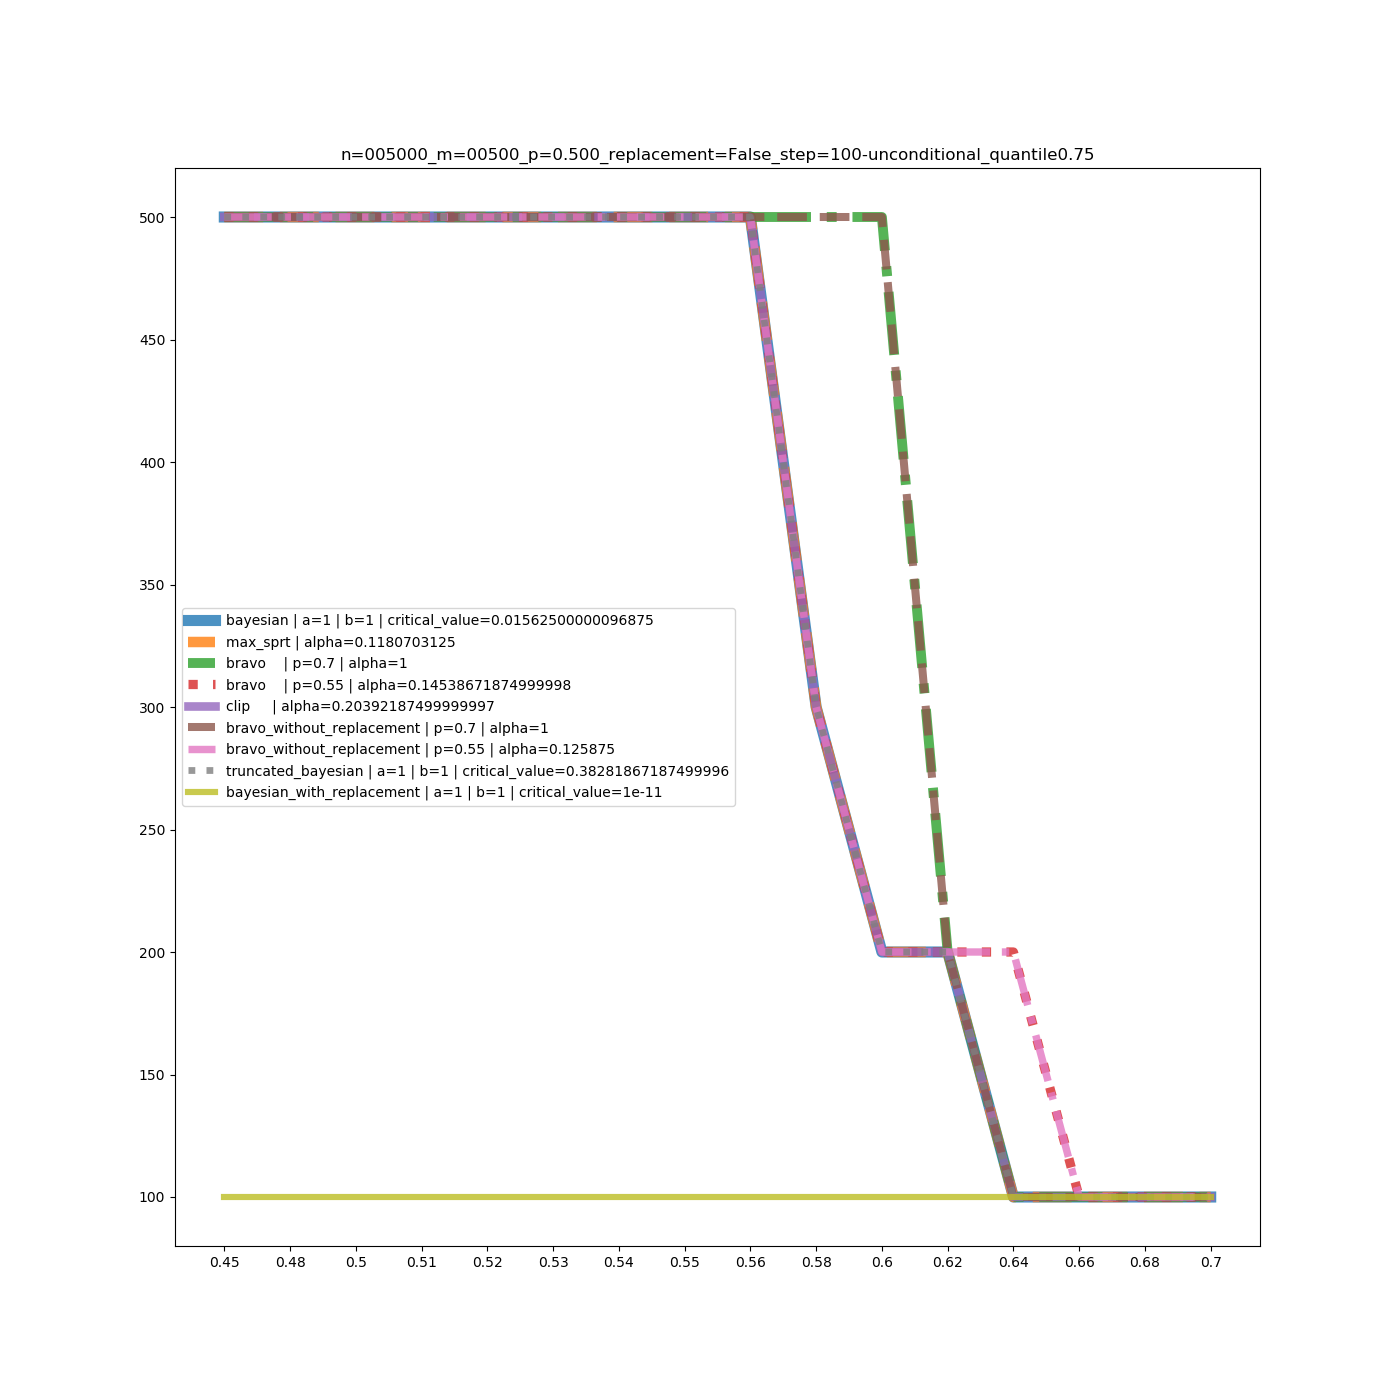 n=005000_m=00500_p=0.500_replacement=False_step=100-unconditional_quantile0.75
500
450
400
350
300
250
200
150
100
bayesian | a=1 | b=1 | critical_value=0.01562500000096875
max_sprt | alpha=0.1180703125
bravo    | p=0.7 | alpha=1
bravo    | p=0.55 | alpha=0.14538671874999998
clip     | alpha=0.20392187499999997
bravo_without_replacement | p=0.7 | alpha=1
bravo_without_replacement | p=0.55 | alpha=0.125875
truncated_bayesian | a=1 | b=1 | critical_value=0.38281867187499996
bayesian_with_replacement | a=1 | b=1 | critical_value=1e-11
0.45 0.48 0.5 0.51 0.52 0.53 0.54 0.55 0.56 0.58 0.6 0.62 0.64 0.66 0.68 0.7